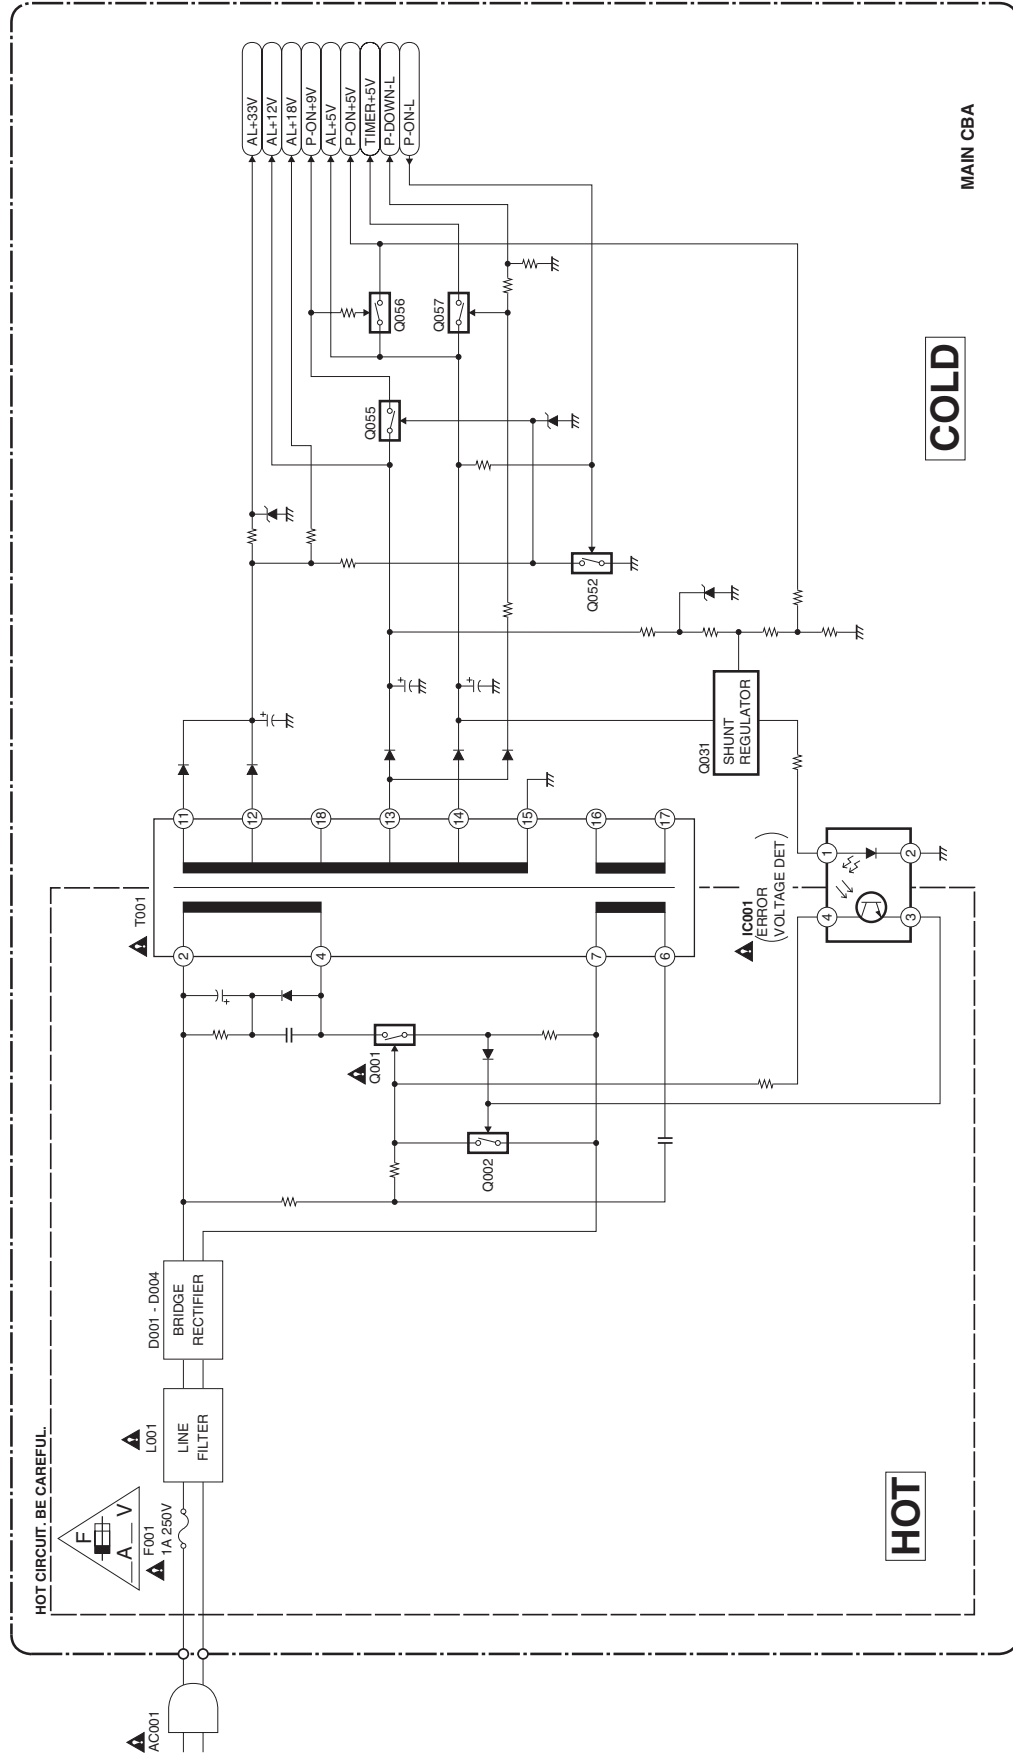 AC001
HOT CIRCUIT. BE CAREFUL.
F
A V
F001
1A 250V
L001
LINE
FILTER
D001 - D004
BRIDGE
RECTIFIER
HOT
Q001
Q002
T001
2
4
7
6
11
12
18
13
14
15
16
17
IC001
ERROR
VOLTAGE DET
4
3
1
2
Q031
SHUNT
REGULATOR
Q052
Q055
Q056
Q057
+
+
+
+
AL+33V
AL+12V
AL+18V
P-ON+9V
AL+5V
P-ON+5V
TIMER+5V
P-DOWN-L
P-ON-L
COLD
MAIN CBA